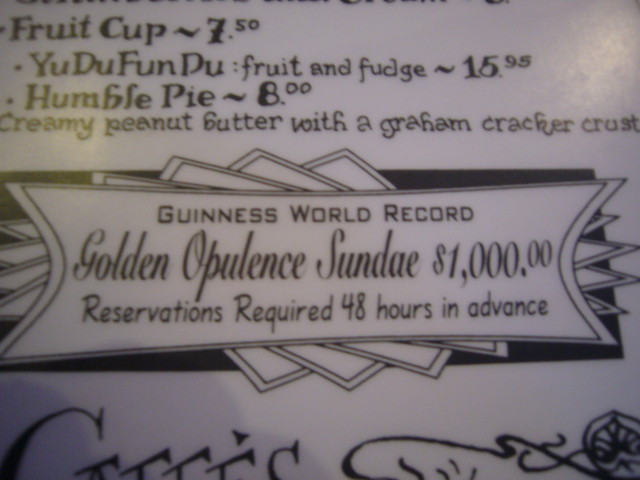 Fruit Cup ~ 7.50
· YuDuFunDu : fruit and fudge ~ 15.95
· Humble Pie ~ 8.00
Creamy peanut butter with a graham cracker crust
GUINNESS WORLD RECORD
Golden Opulence Sundae $1,000.00
Reservations Required 48 hours in advance